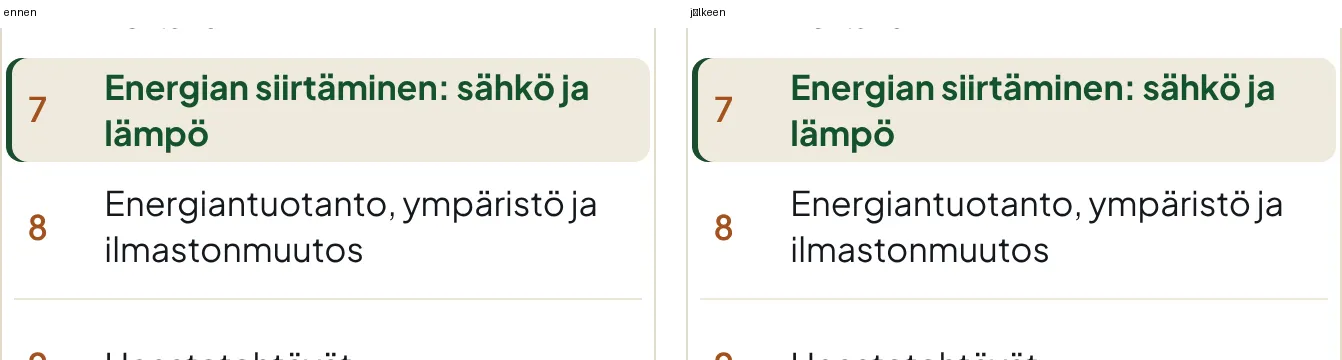 ennen
jälkeen
7
Energian siirtäminen: sähkö ja
lämpö
8
Energiantuotanto, ympäristö ja
ilmastonmuutos
7
Energian siirtäminen: sähkö ja
lämpö
8
Energiantuotanto, ympäristö ja
ilmastonmuutos